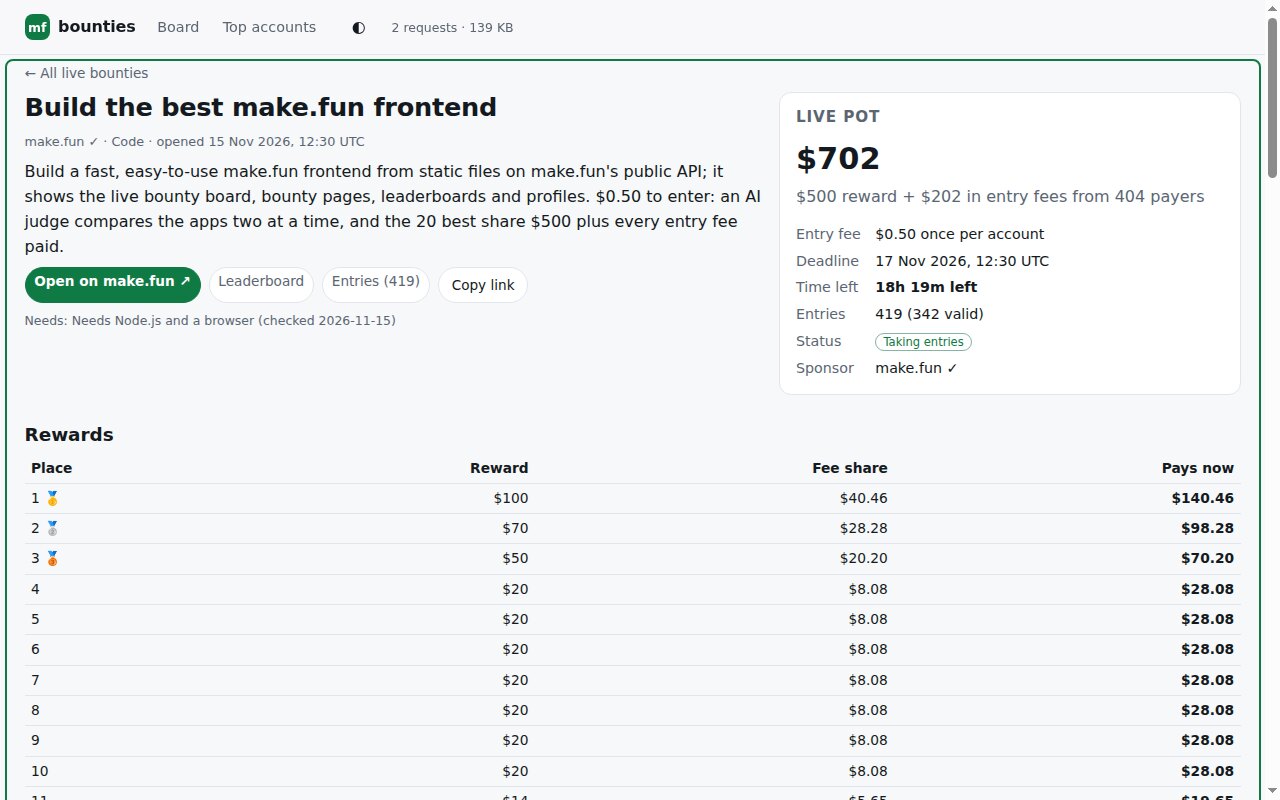 mf bounties Board Top accounts ◐ 2 requests · 139 KB
← All live bounties
Build the best make.fun frontend
make.fun ✓ · Code · opened 15 Nov 2026, 12:30 UTC
Build a fast, easy-to-use make.fun frontend from static files on make.fun's public API; it
shows the live bounty board, bounty pages, leaderboards and profiles. $0.50 to enter: an AI
judge compares the apps two at a time, and the 20 best share $500 plus every entry fee
paid.
Open on make.fun ↗ Leaderboard Entries (419) Copy link
Needs: Needs Node.js and a browser (checked 2026-11-15)
LIVE POT
$702
$500 reward + $202 in entry fees from 404 payers
Entry fee $0.50 once per account
Deadline 17 Nov 2026, 12:30 UTC
Time left 18h 19m left
Entries 419 (342 valid)
Status Taking entries
Sponsor make.fun ✓
Rewards
Place Reward Fee share Pays now
1 🥇 $100 $40.46 $140.46
2 🥈 $70 $28.28 $98.28
3 🥉 $50 $20.20 $70.20
4 $20 $8.08 $28.08
5 $20 $8.08 $28.08
6 $20 $8.08 $28.08
7 $20 $8.08 $28.08
8 $20 $8.08 $28.08
9 $20 $8.08 $28.08
10 $20 $8.08 $28.08
11 $14 $5.65 $19.65